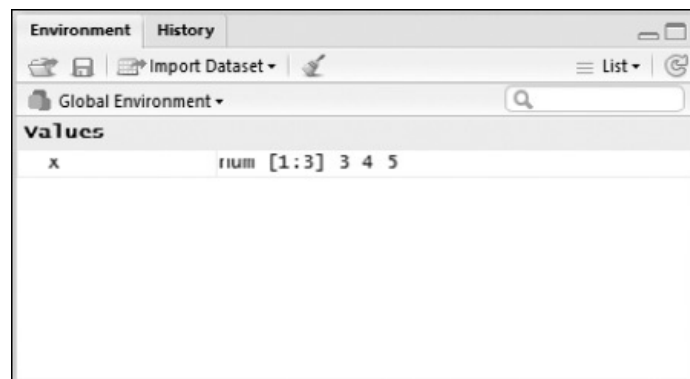 Environment History
Import Dataset List
Global Environment
Values
x num [1:3] 3 4 5